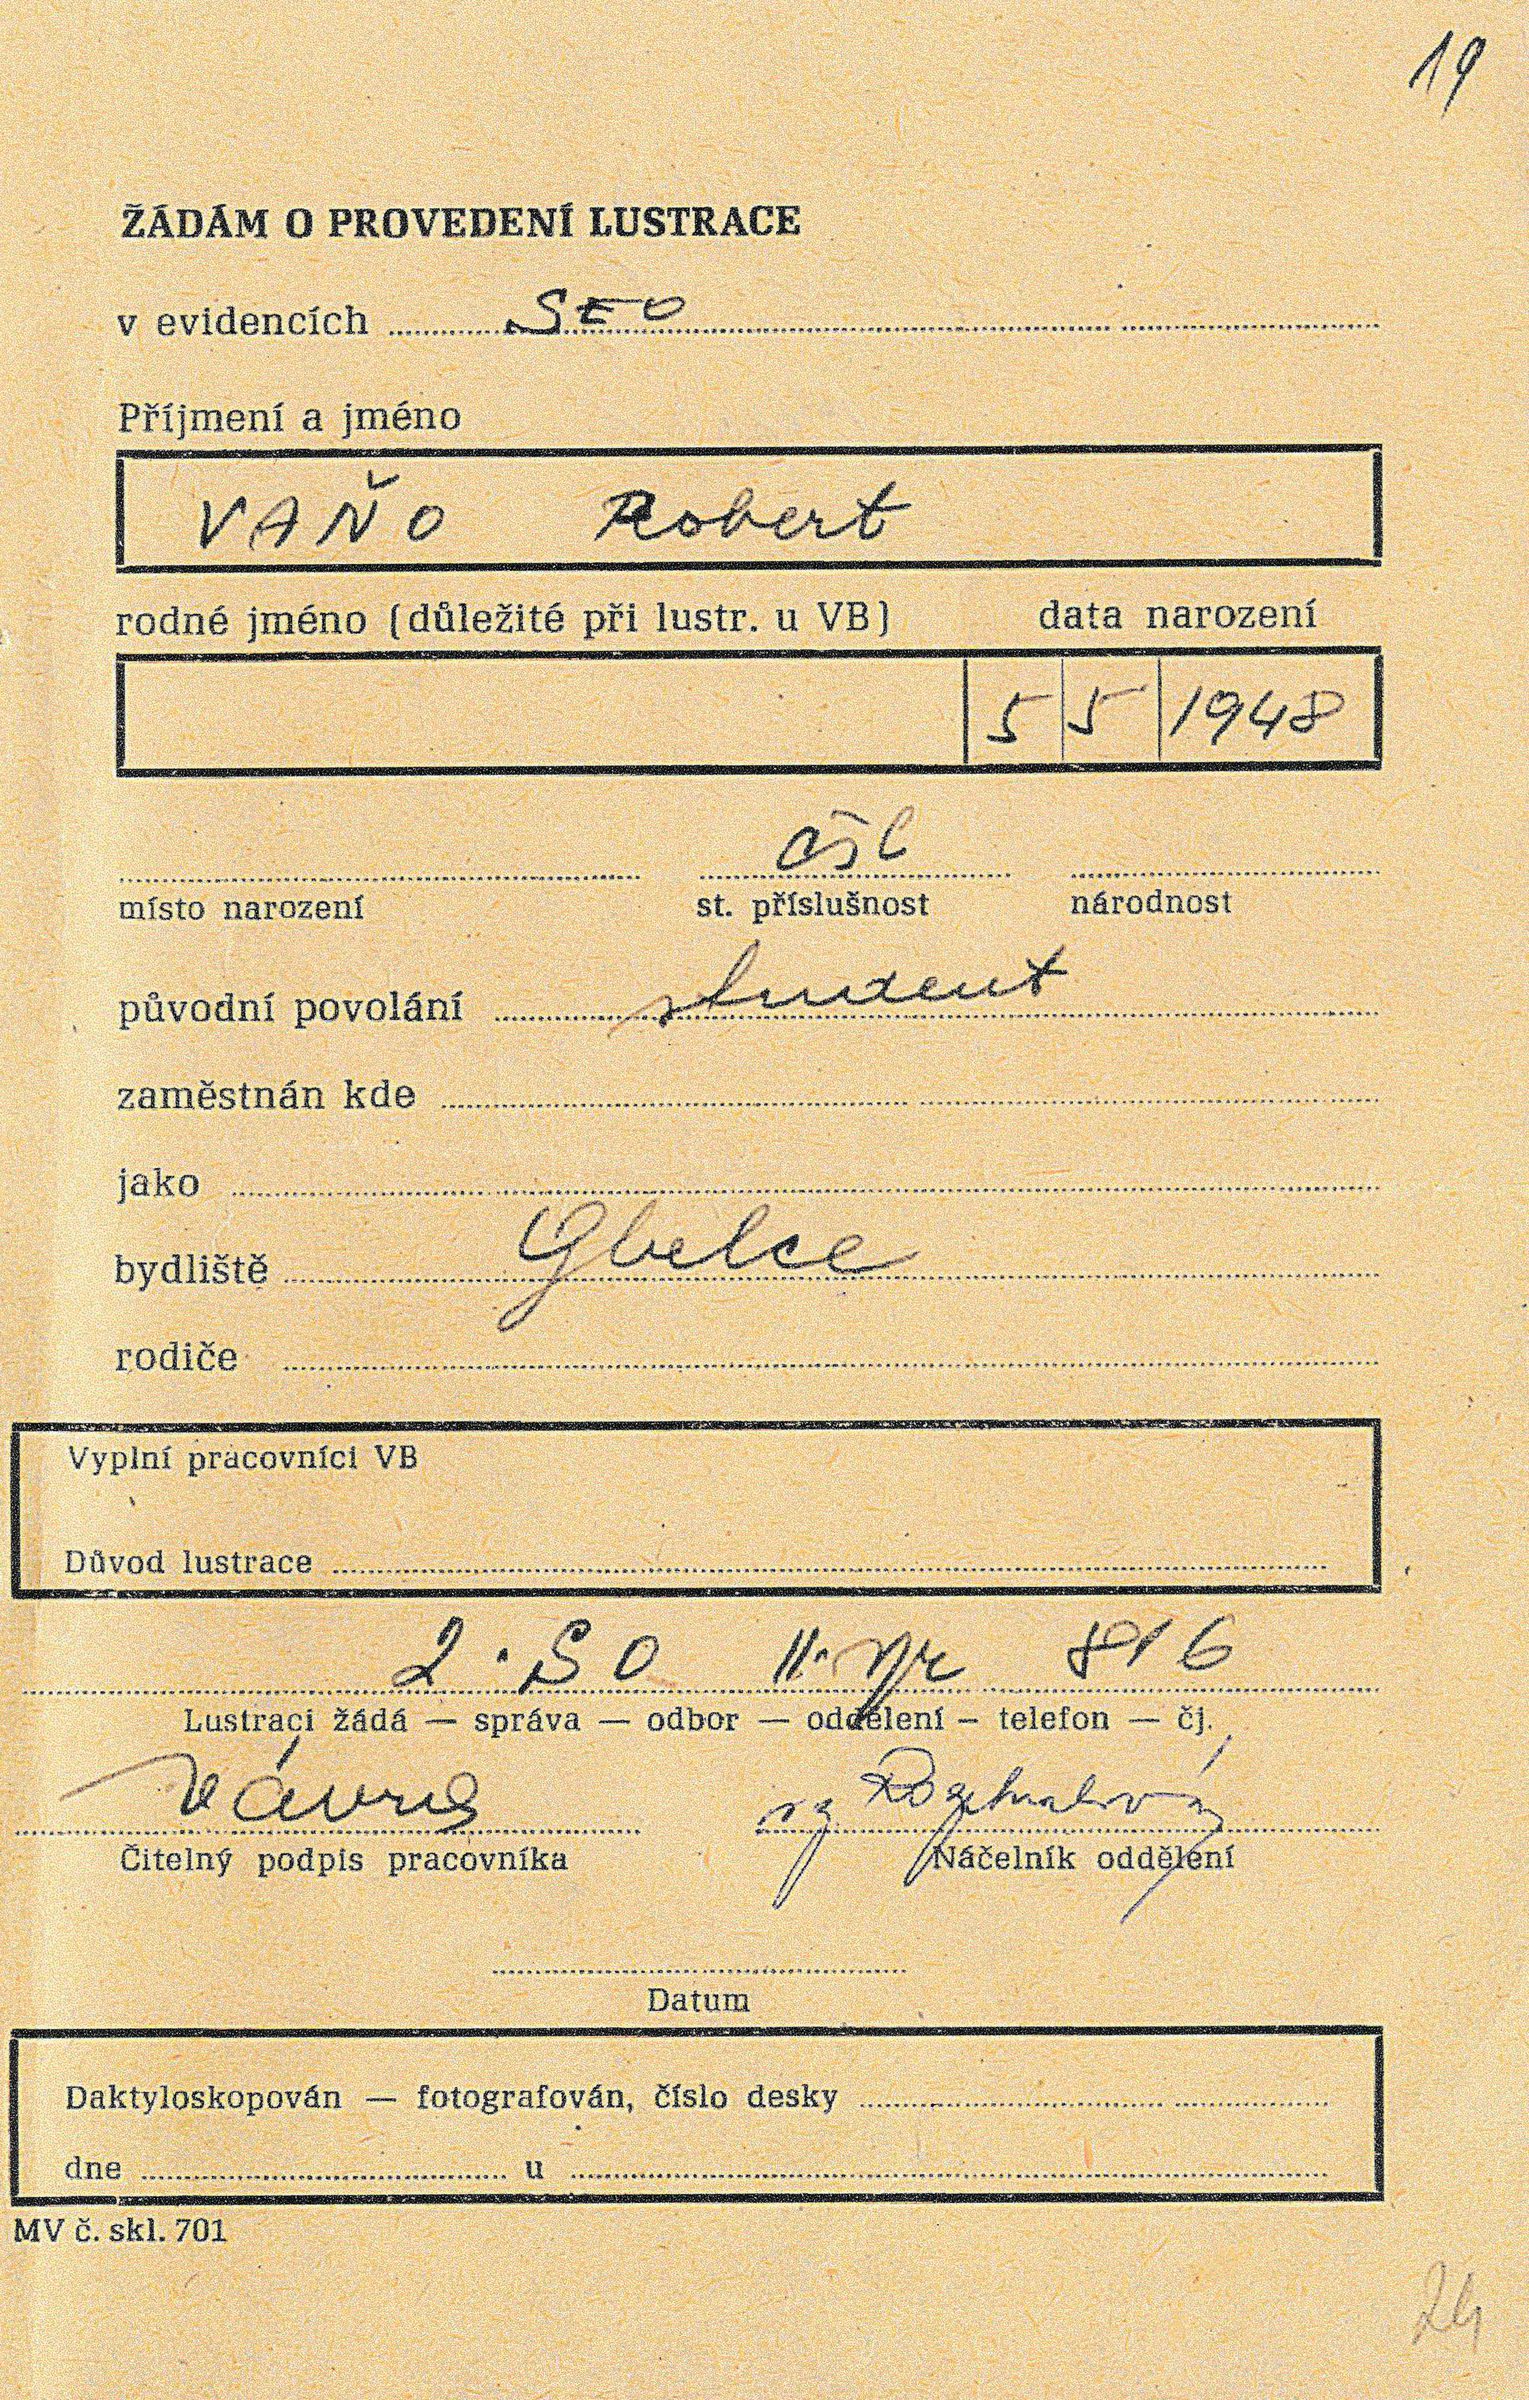 19
ŽÁDÁM O PROVEDENÍ LUSTRACE
v evidencích SEO
Příjmení a jméno
VAŇO Robert
rodné jméno (důležité při lustr. u VB) data narození
5 5 1948
čsl
místo narození st. příslušnost národnost
původní povolání student
zaměstnán kde
jako
bydliště Gbelce
rodiče
Vyplní pracovníci VB
Důvod lustrace
2. SO II. 816
Lustraci žádá — správa — odbor — oddělení — telefon — čj.
Vávra
Čitelný podpis pracovníka Náčelník oddělení
Datum
Daktyloskopován — fotografován, číslo desky
dne u
MV č. skl. 701
24